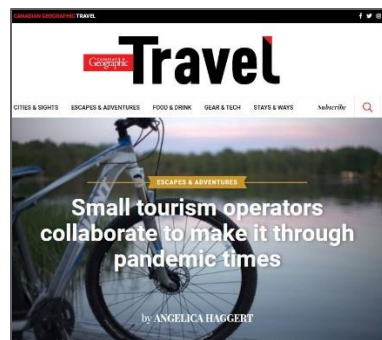 CANADIAN GEOGRAPHIC TRAVEL
CANADIAN
Geographic
Travel
CITIES & SIGHTS ESCAPES & ADVENTURES FOOD & DRINK GEAR & TECH STAYS & WAYS Subscribe
ESCAPES & ADVENTURES
Small tourism operators
collaborate to make it through
pandemic times
by ANGELICA HAGGERT